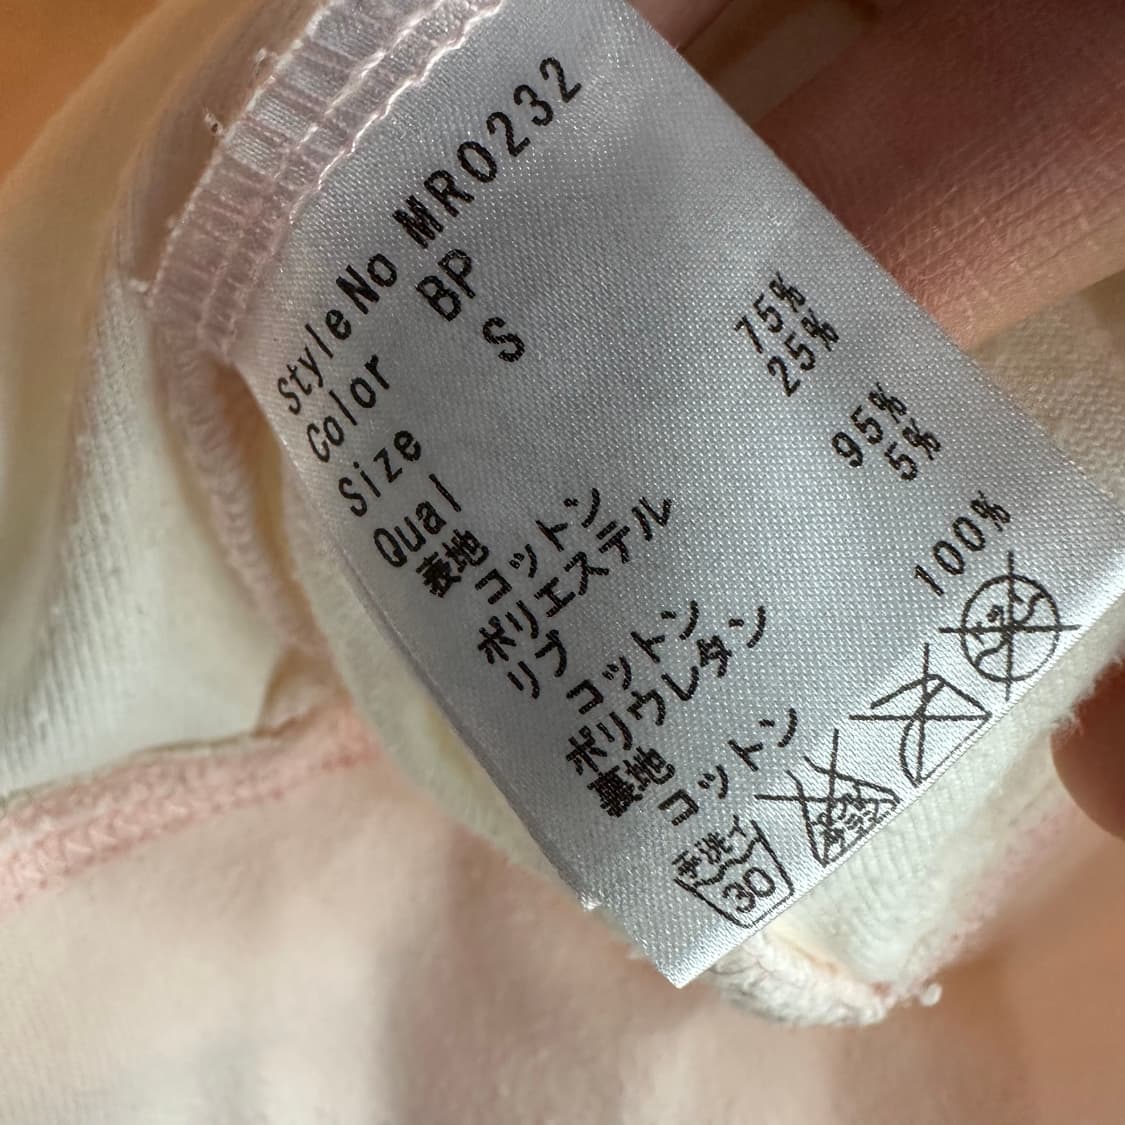 StyleNo MR0232
Color BP
Size S
Qual
表地 コットン 75%
ポリエステル 25%
リブ
コットン 95%
ポリウレタン 5%
裏地
コットン 100%
手洗イ
30